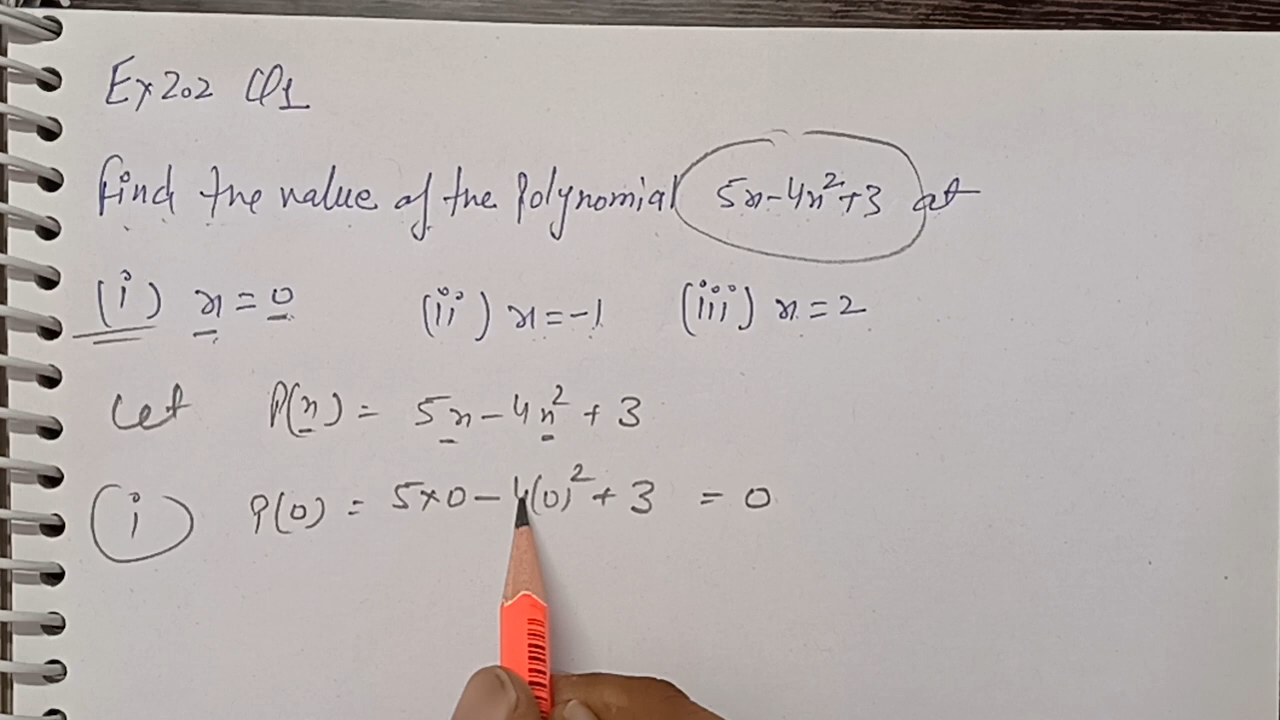 Ex 2.2 Q1
Find the value of the Polynomial 5x-4x²+3 at
(i) x=0 (ii) x=-1 (iii) x=2
Let P(x) = 5x-4x²+3
(i) P(0) = 5×0-4(0)²+3 = 0